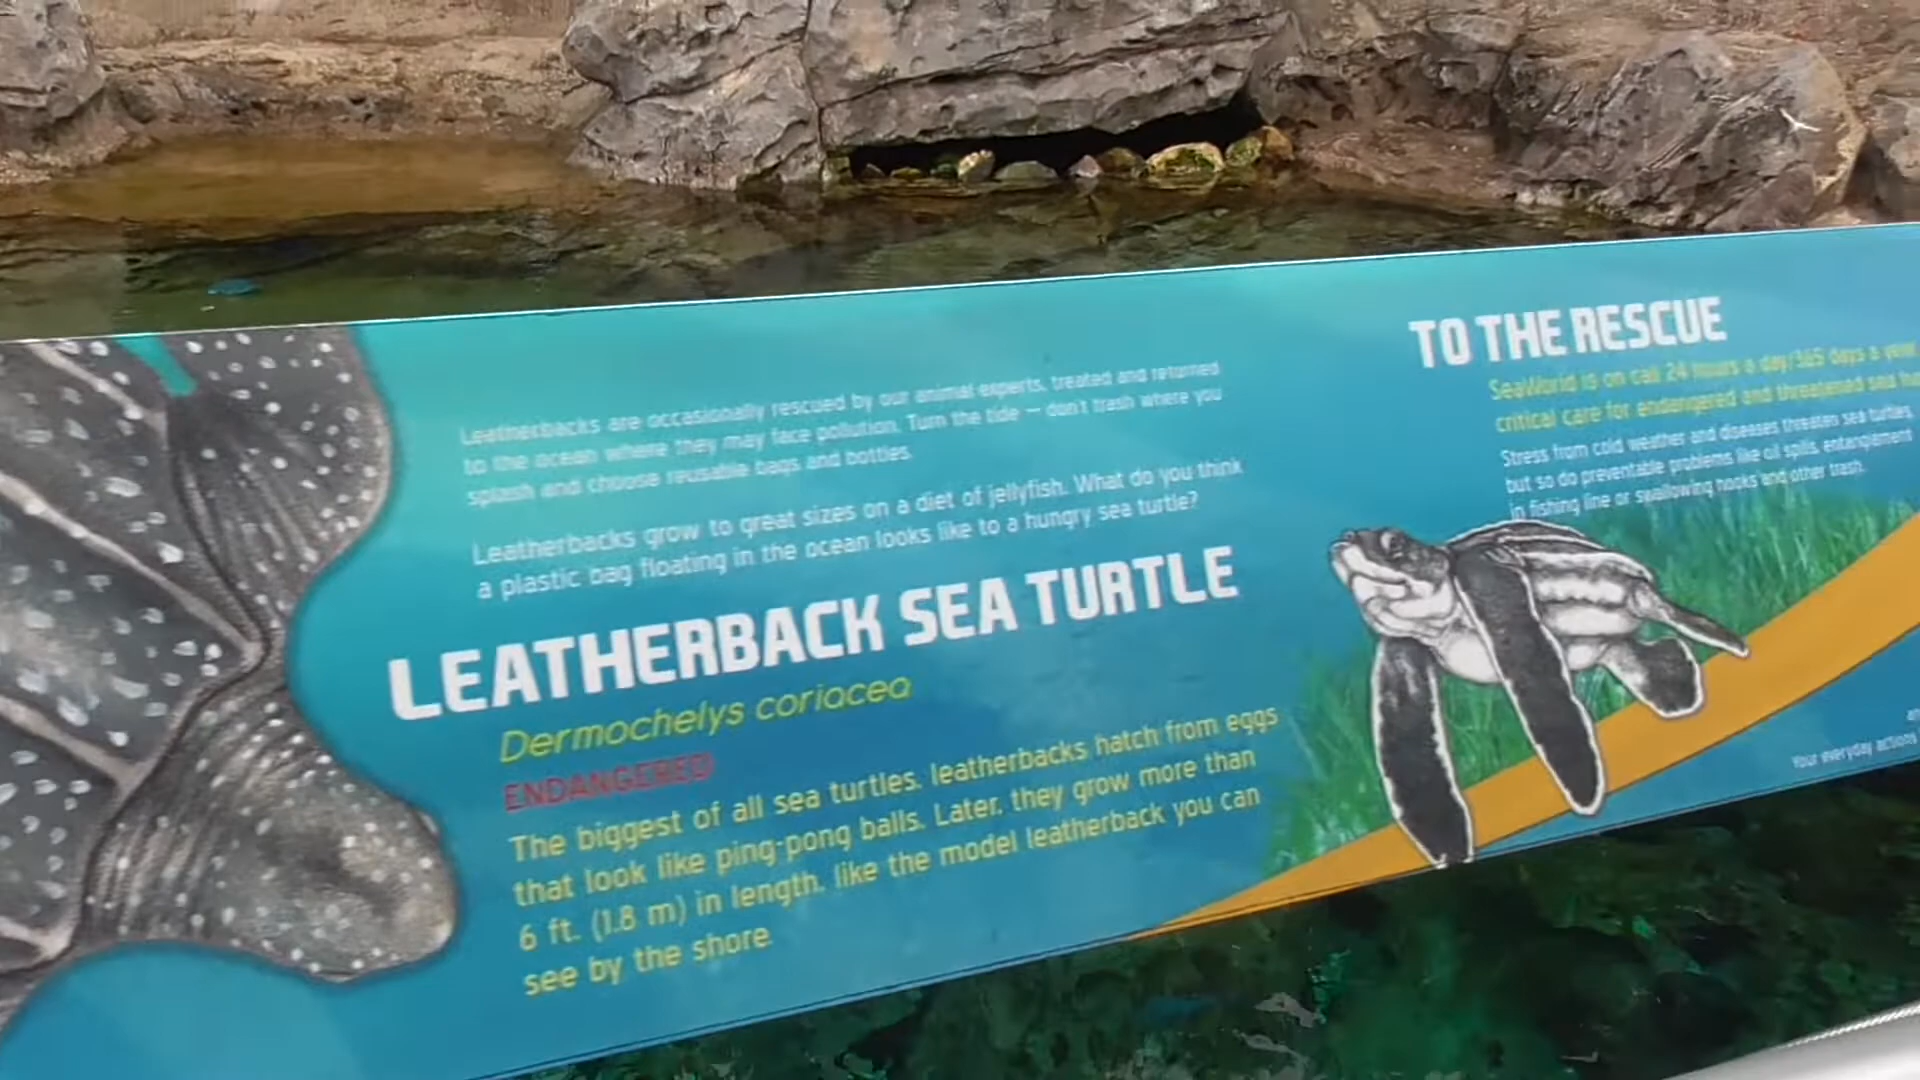 Leatherbacks are occasionally rescued by our animal experts, treated and returned
to the ocean where they may face pollution. Turn the tide – don't trash where you
splash and choose reusable bags and bottles.
Leatherbacks grow to great sizes on a diet of jellyfish. What do you think
a plastic bag floating in the ocean looks like to a hungry sea turtle?
LEATHERBACK SEA TURTLE
Dermochelys coriacea
ENDANGERED
The biggest of all sea turtles, leatherbacks hatch from eggs
that look like ping-pong balls. Later, they grow more than
6 ft. (1.8 m) in length, like the model leatherback you can
see by the shore.
TO THE RESCUE
SeaWorld is on call 24 hours a day/365 days a year
critical care for endangered and threatened sea
Stress from cold weather and diseases threaten sea turtles,
but so do preventable problems like oil spills, entanglement
in fishing line or swallowing hooks and other trash.
Your everyday actions